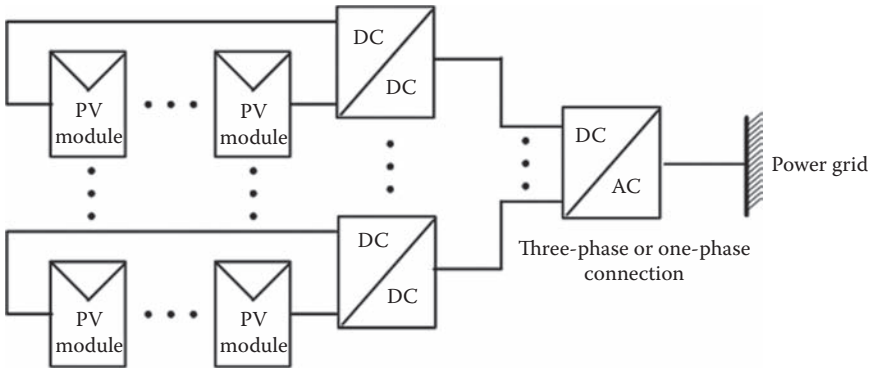 DC
DC
PV
module
PV
module
DC
AC
Power grid
DC
DC
Three-phase or one-phase
connection
PV
module
PV
module